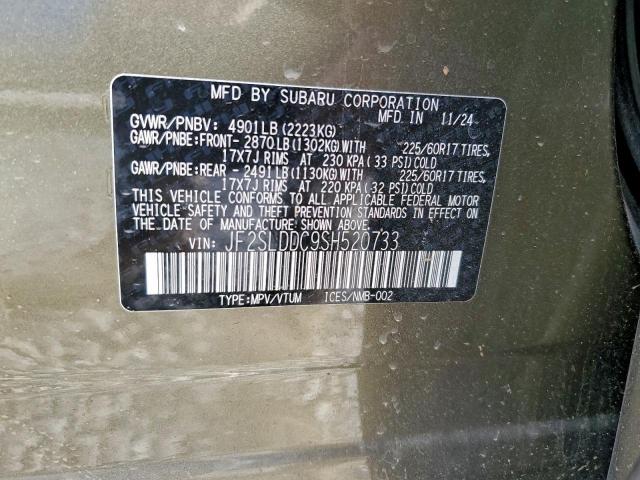 MFD BY SUBARU CORPORATION
GVWR/PNBV: 4901LB(2223KG) MFD.IN 11/24
GAWR/PNBE:FRONT- 2870LB(1302KG)WITH 225/60R17 TIRES,
17X7J RIMS AT 230 KPA(33 PSI)COLD
GAWR/PNBE:REAR - 2491LB(1130KG)WITH 225/60R17 TIRES,
17X7J RIMS AT 220 KPA(32 PSI)COLD
THIS VEHICLE CONFORMS TO ALL APPLICABLE FEDERAL MOTOR
VEHICLE SAFETY AND THEFT PREVENTION STANDARDS IN EFFECT ON
THE DATE OF MANUFACTURE SHOWN ABOVE.
VIN: JF2SLDDC9SH520733
TYPE:MPV/VTUM ICES/NMB-002